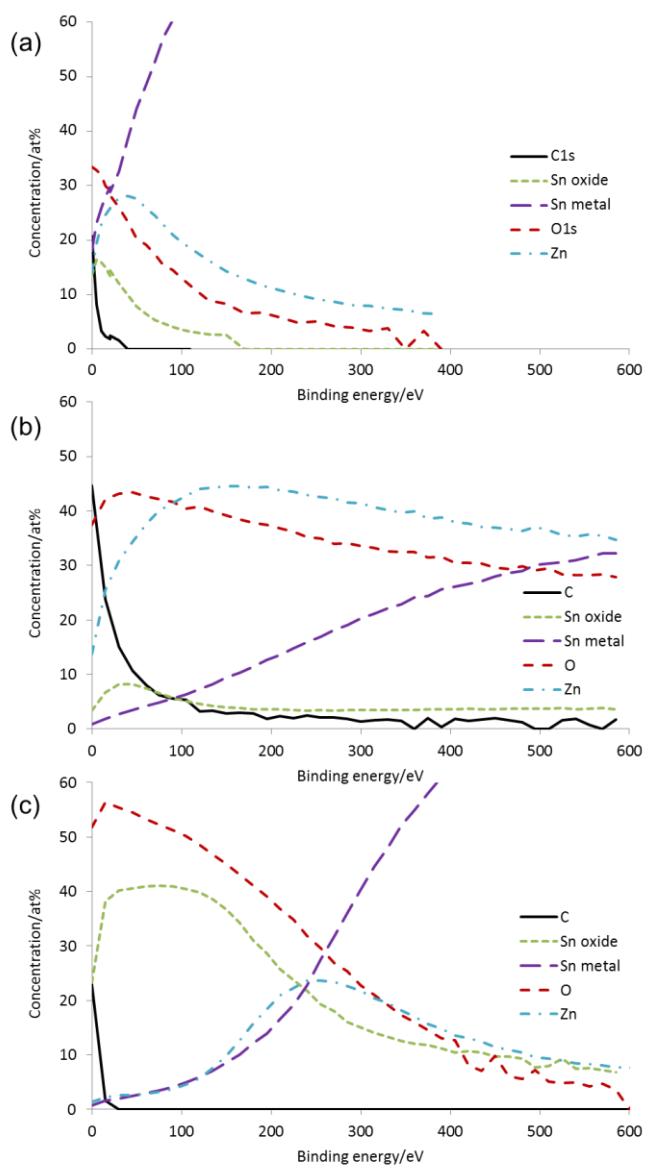 (a)
Concentration/at%
60
50
40
30
20
10
0
0 100 200 300 400 500 600
Binding energy/eV
C1s
Sn oxide
Sn metal
O1s
Zn
(b)
Concentration/at%
60
50
40
30
20
10
0
0 100 200 300 400 500 600
Binding energy/eV
C
Sn oxide
Sn metal
O
Zn
(c)
Concentration/at%
60
50
40
30
20
10
0
0 100 200 300 400 500 600
Binding energy/eV
C
Sn oxide
Sn metal
O
Zn